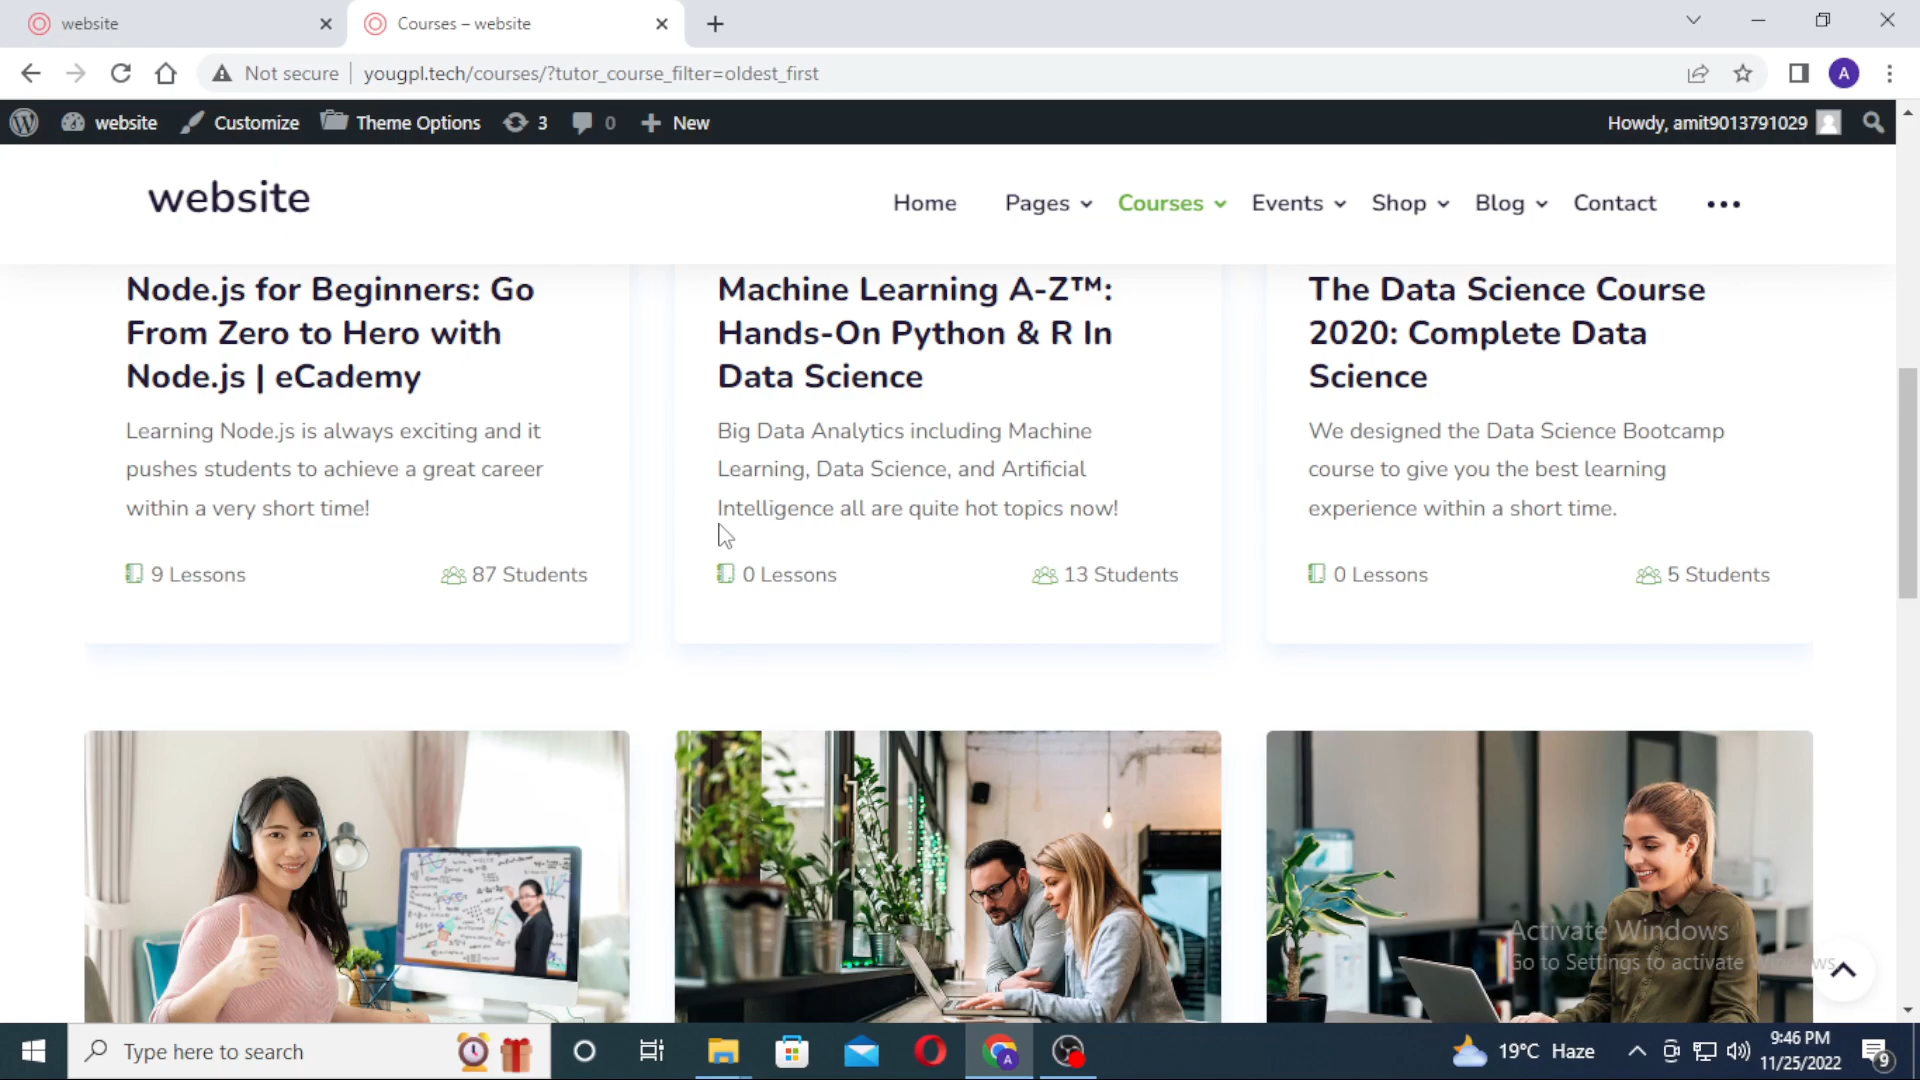 website
Courses – website
Not secure
yougpl.tech/courses/?tutor_course_filter=oldest_first
A
website
Customize
Theme Options
3
0
New
Howdy, amit9013791029
website
Home
Pages
Courses
Events
Shop
Blog
Contact
Node.js for Beginners: Go
From Zero to Hero with
Node.js | eCademy
Learning Node.js is always exciting and it
pushes students to achieve a great career
within a very short time!
9 Lessons
87 Students
Machine Learning A-Z™:
Hands-On Python & R In
Data Science
Big Data Analytics including Machine
Learning, Data Science, and Artificial
Intelligence all are quite hot topics now!
0 Lessons
13 Students
The Data Science Course
2020: Complete Data
Science
We designed the Data Science Bootcamp
course to give you the best learning
experience within a short time.
0 Lessons
5 Students
Activate Windows
Go to Settings to activate Windows.
Type here to search
A
19°C Haze
9:46 PM
11/25/2022
9